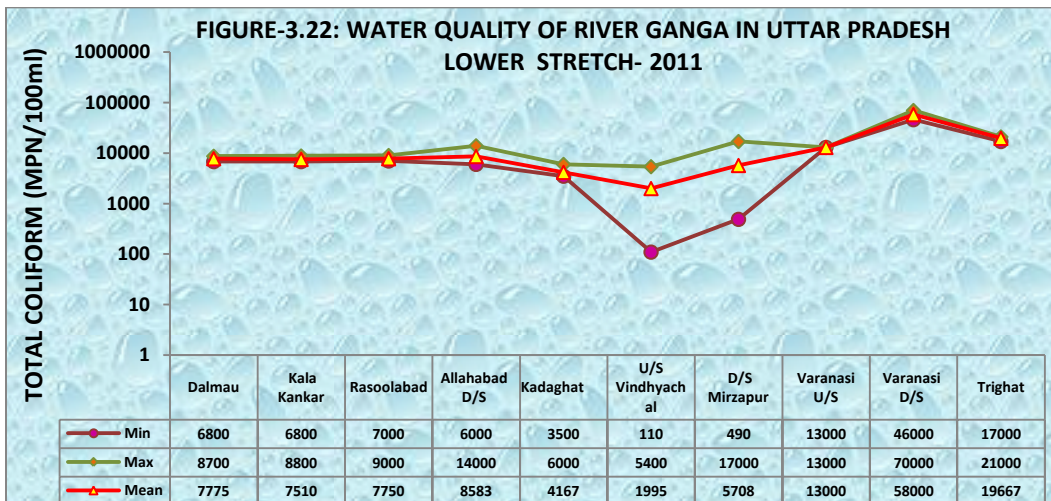 FIGURE-3.22: WATER QUALITY OF RIVER GANGA IN UTTAR PRADESH
LOWER STRETCH- 2011
TOTAL COLIFORM (MPN/100ml)
1000000
100000
10000
1000
100
10
1
Dalmau Kala Kankar Rasoolabad Allahabad D/S Kadaghat U/S Vindhyach al D/S Mirzapur Varanasi U/S Varanasi D/S Trighat
Min 6800 6800 7000 6000 3500 110 490 13000 46000 17000
Max 8700 8800 9000 14000 6000 5400 17000 13000 70000 21000
Mean 7775 7510 7750 8583 4167 1995 5708 13000 58000 19667